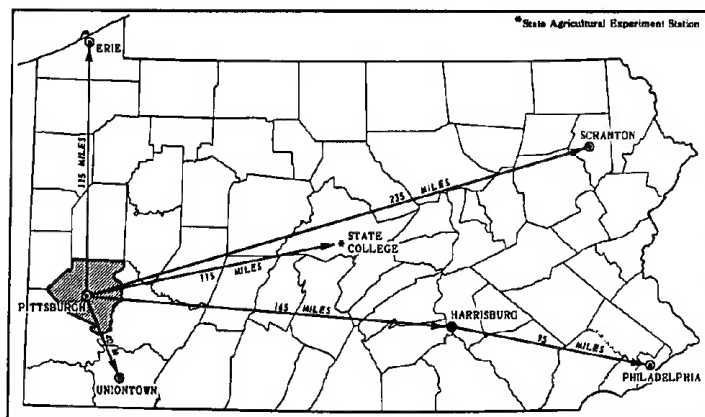 *State Agricultural Experiment Station
ERIE
115 MILES
SCRANTON
235 MILES
STATE
* COLLEGE
115 MILES
PITTSBURGH
165 MILES
HARRISBURG
95 MILES
UNIONTOWN
PHILADELPHIA